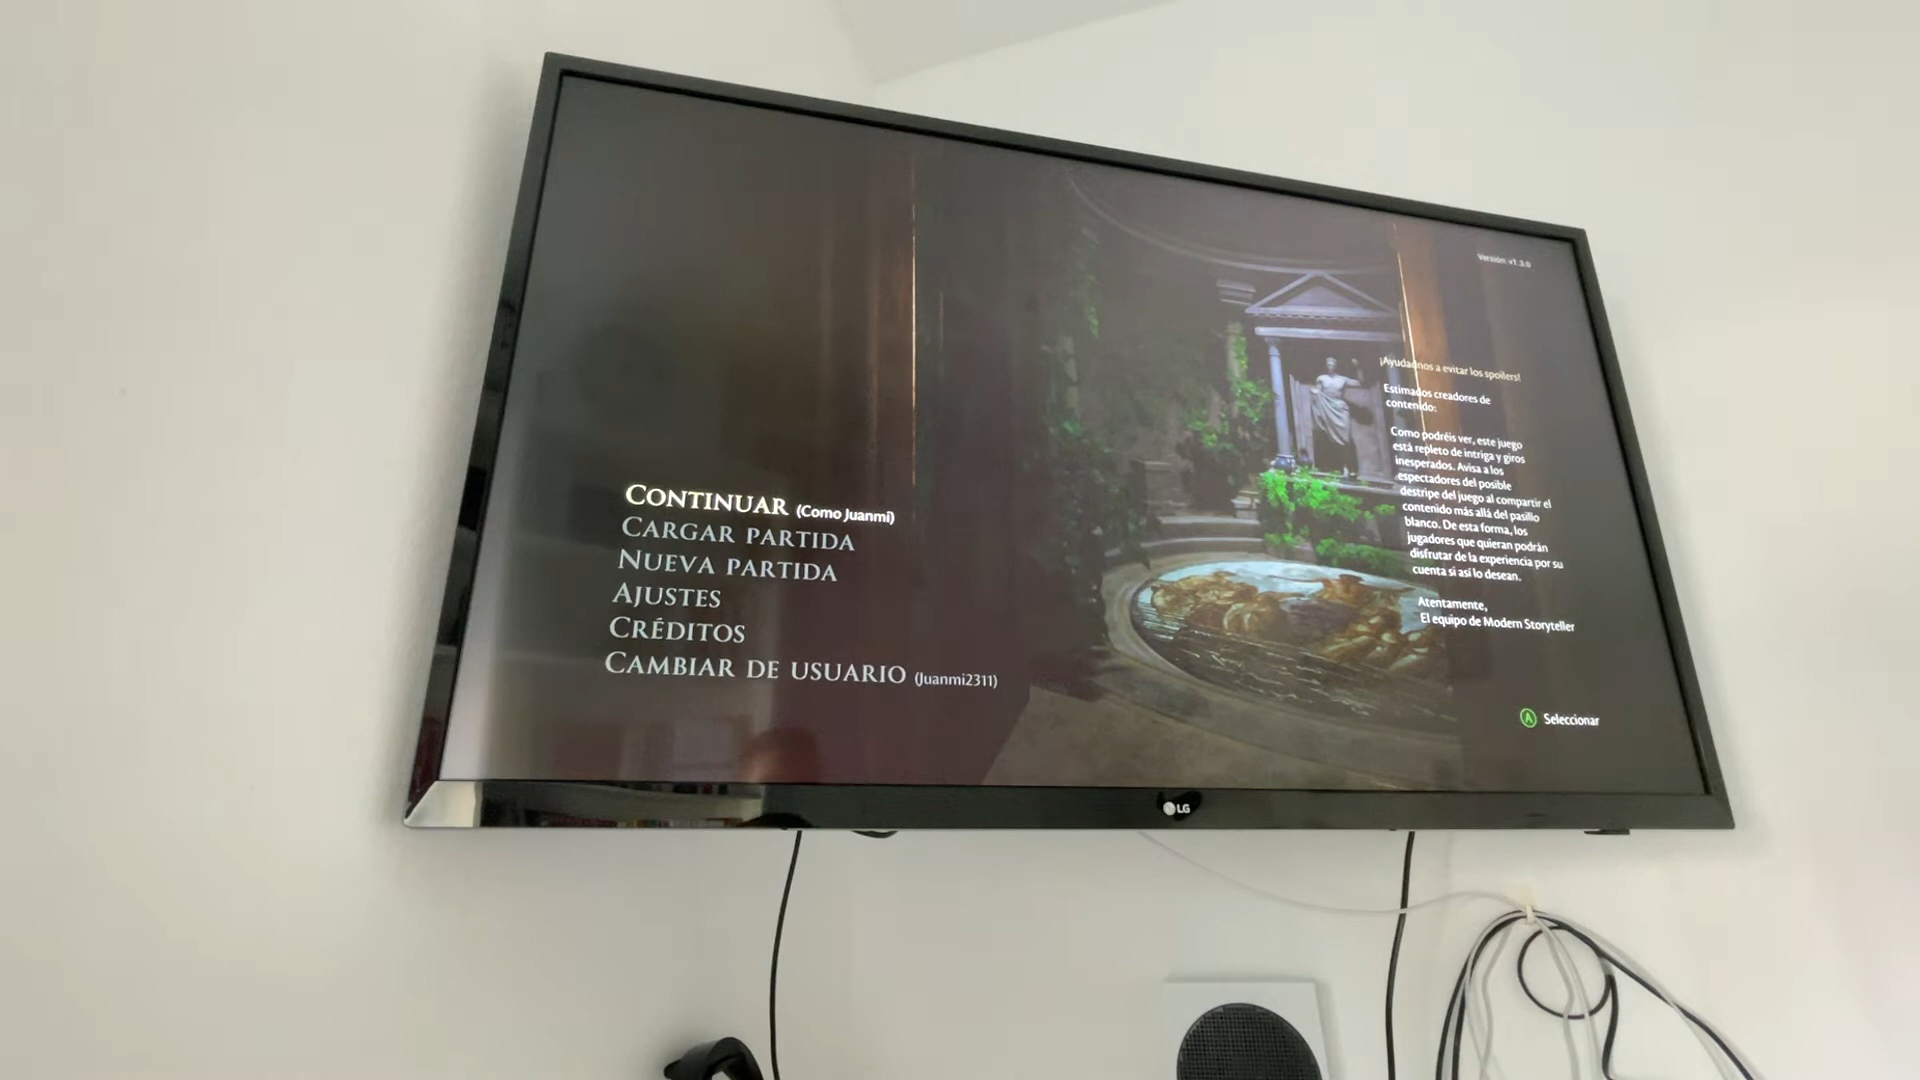 Versión: v1.3.0
¡Ayudadnos a evitar los spoilers!
Estimados creadores de
contenido:
Como podréis ver, este juego
está repleto de intriga y giros
inesperados. Avisa a los
espectadores del posible
destripe del juego al compartir el
contenido más allá del pasillo
blanco. De esta forma, los
jugadores que quieran podrán
disfrutar de la experiencia por su
cuenta si así lo desean.
Atentamente,
El equipo de Modern Storyteller
CONTINUAR (Como Juanmi)
CARGAR PARTIDA
NUEVA PARTIDA
AJUSTES
CRÉDITOS
CAMBIAR DE USUARIO (Juanmi2311)
A Seleccionar
LG